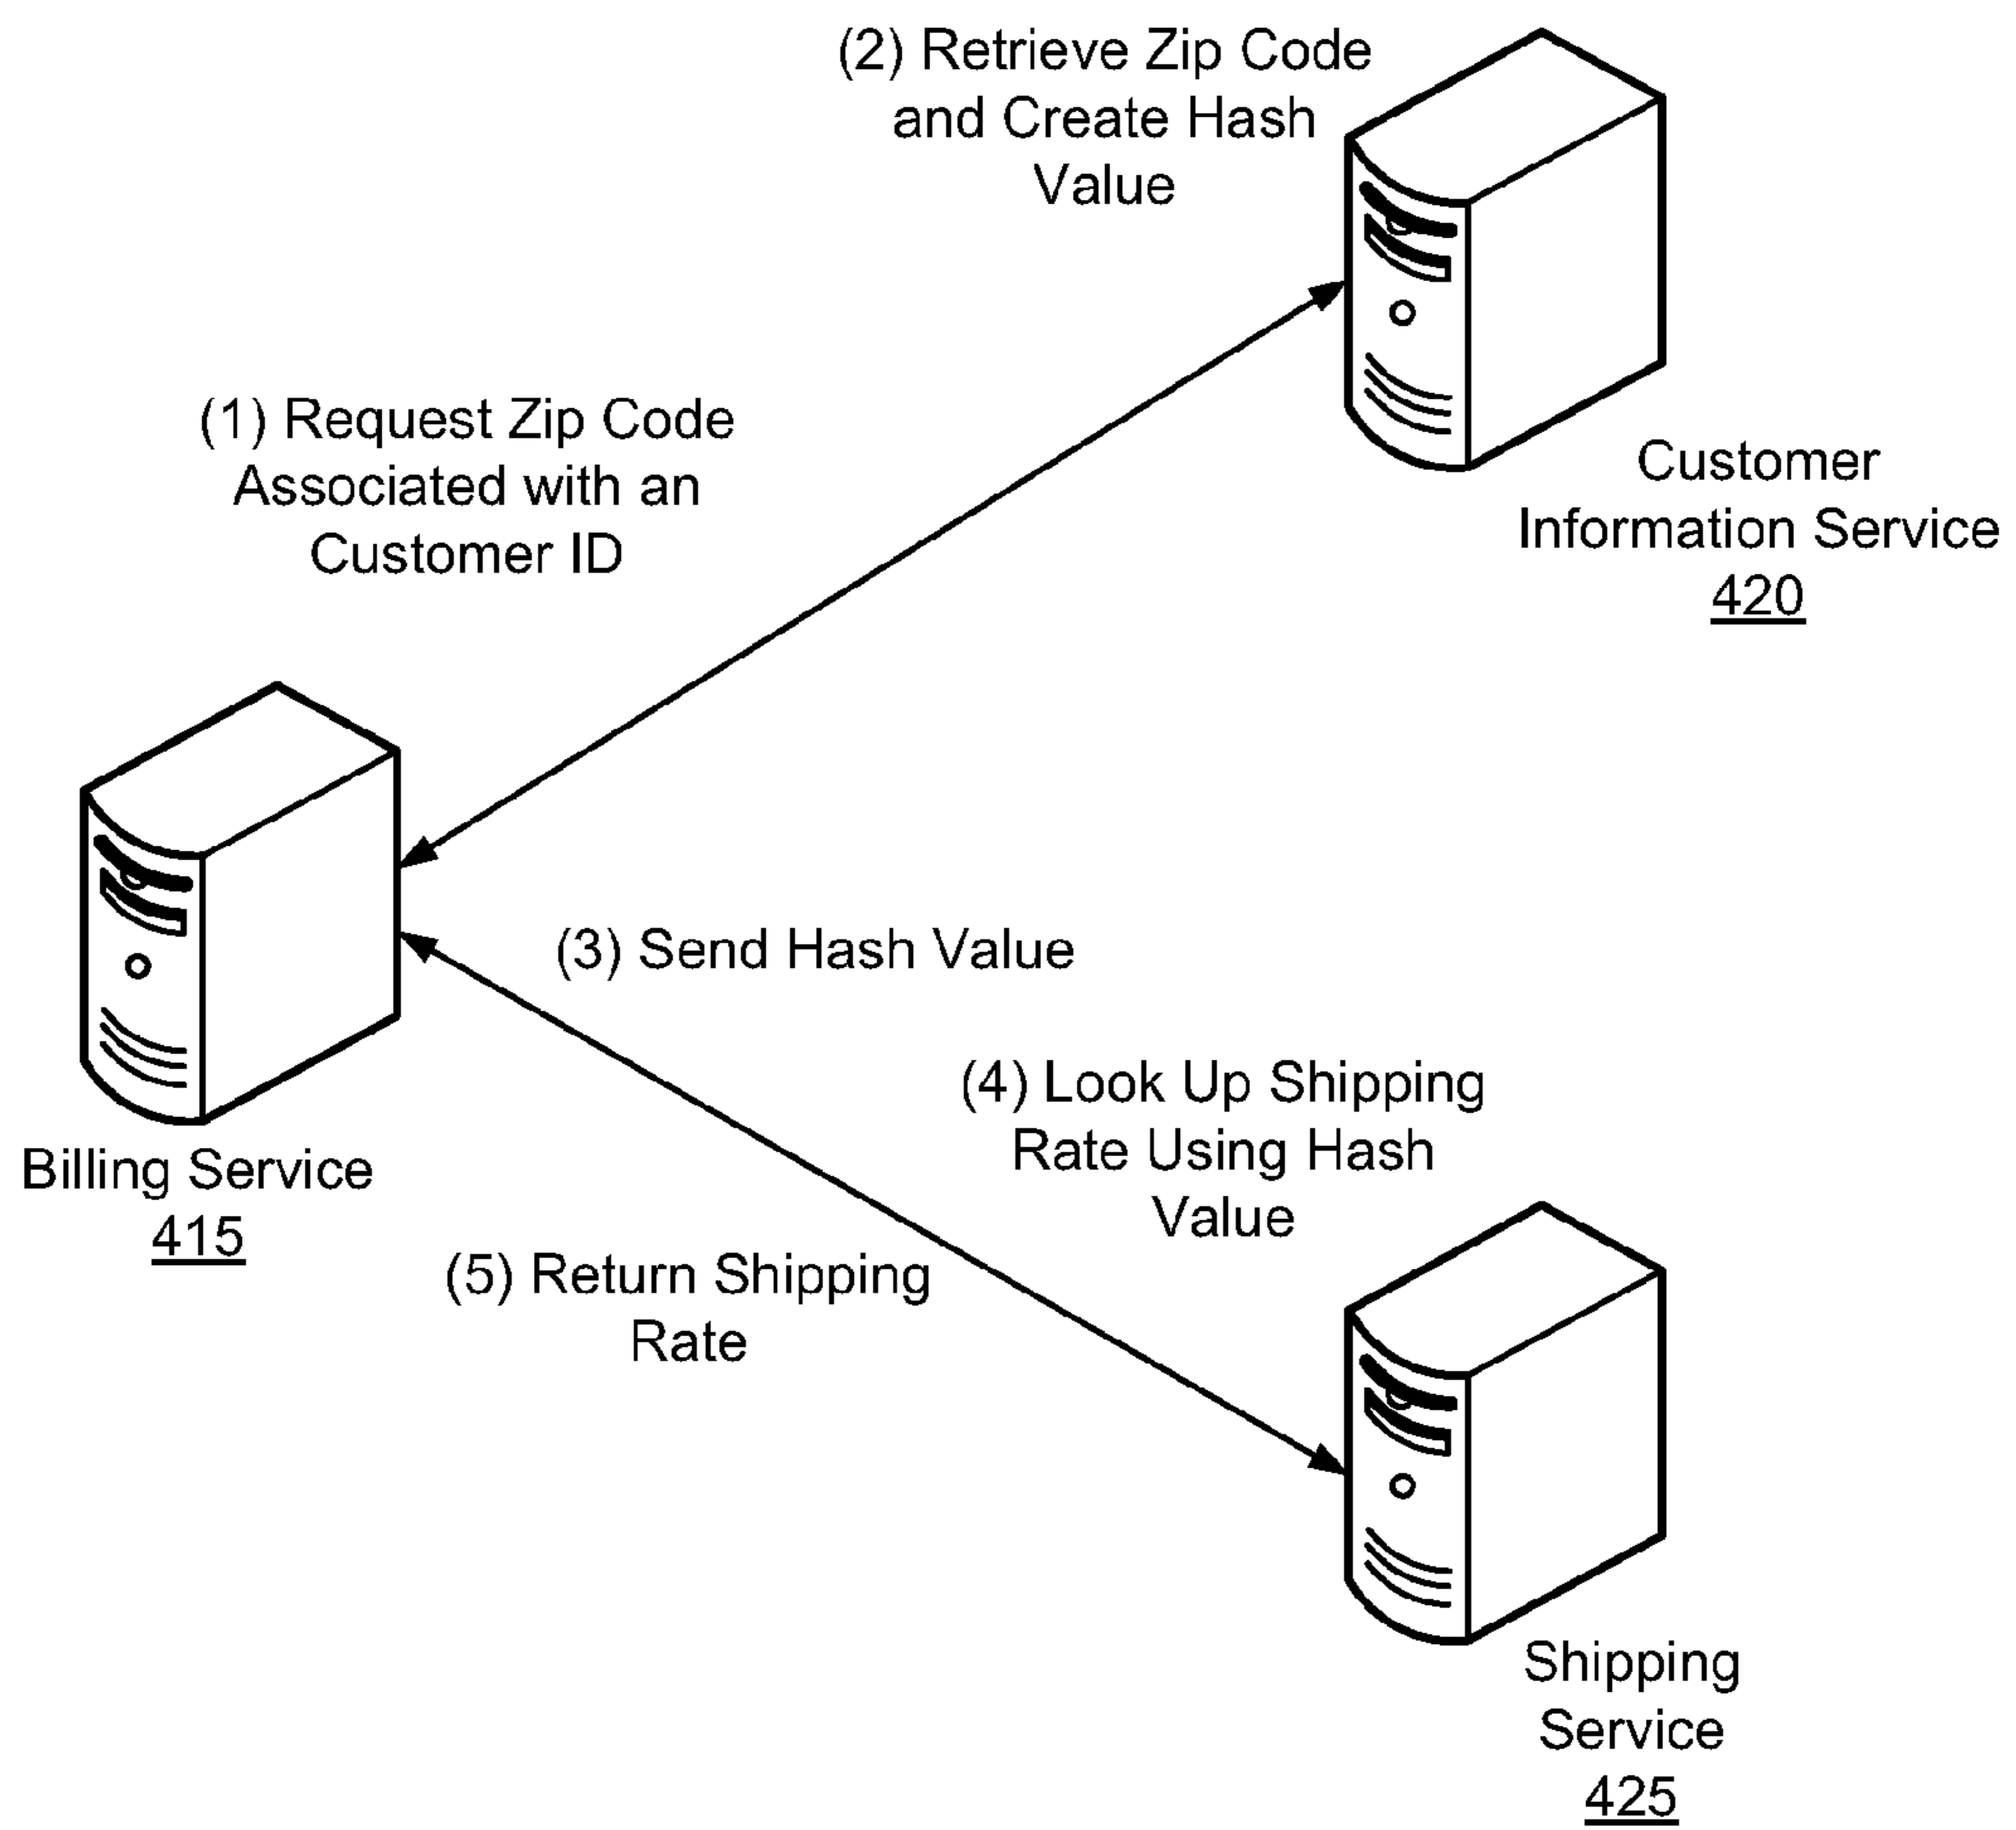 (2) Retrieve Zip Code
and Create Hash
Value
(1) Request Zip Code
Associated with an
Customer ID
Customer
Information Service
420
(3) Send Hash Value
(4) Look Up Shipping
Rate Using Hash
Value
Billing Service
415
(5) Return Shipping
Rate
Shipping
Service
425